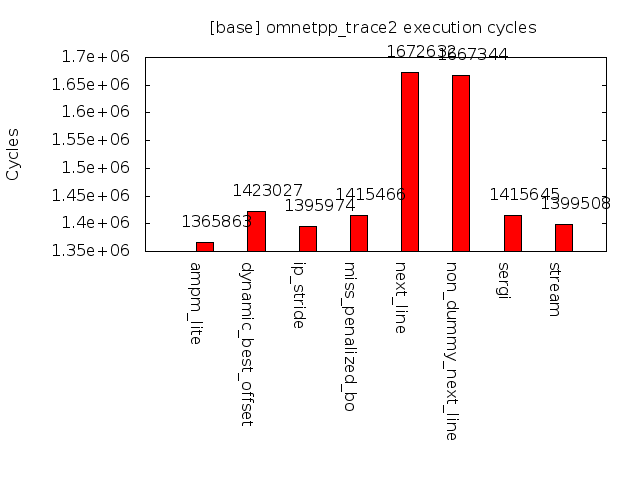 [base] omnetpp_trace2 execution cycles
Cycles
1.7e+06
1.65e+06
1.6e+06
1.55e+06
1.5e+06
1.45e+06
1.4e+06
1.35e+06
1365863
1423027
1395974
1415466
1672632
1667344
1415645
1399508
ampm_lite
dynamic_best_offset
ip_stride
miss_penalized_bo
next_line
non_dummy_next_line
sergi
stream